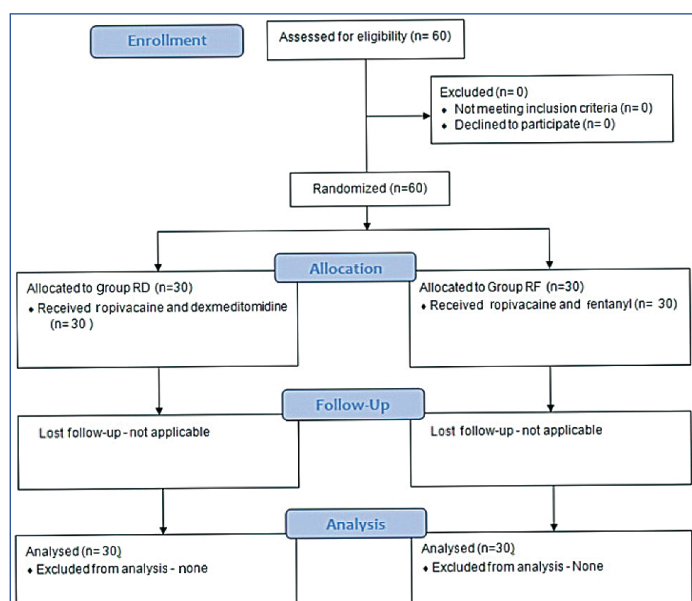 Enrollment
Assessed for eligibility (n= 60)
Excluded (n= 0)
♦ Not meeting inclusion criteria (n= 0)
♦ Declined to participate (n= 0)
Randomized (n=60)
Allocation
Allocated to group RD (n=30)
♦ Received ropivacaine and dexmeditomidine
(n= 30 )
Allocated to Group RF (n=30)
♦ Received ropivacaine and fentanyl (n= 30)
Follow-Up
Lost follow-up - not applicable
Lost follow-up - not applicable
Analysis
Analysed (n=30)
♦ Excluded from analysis - none
Analysed (n=30)
♦ Excluded from analysis - None